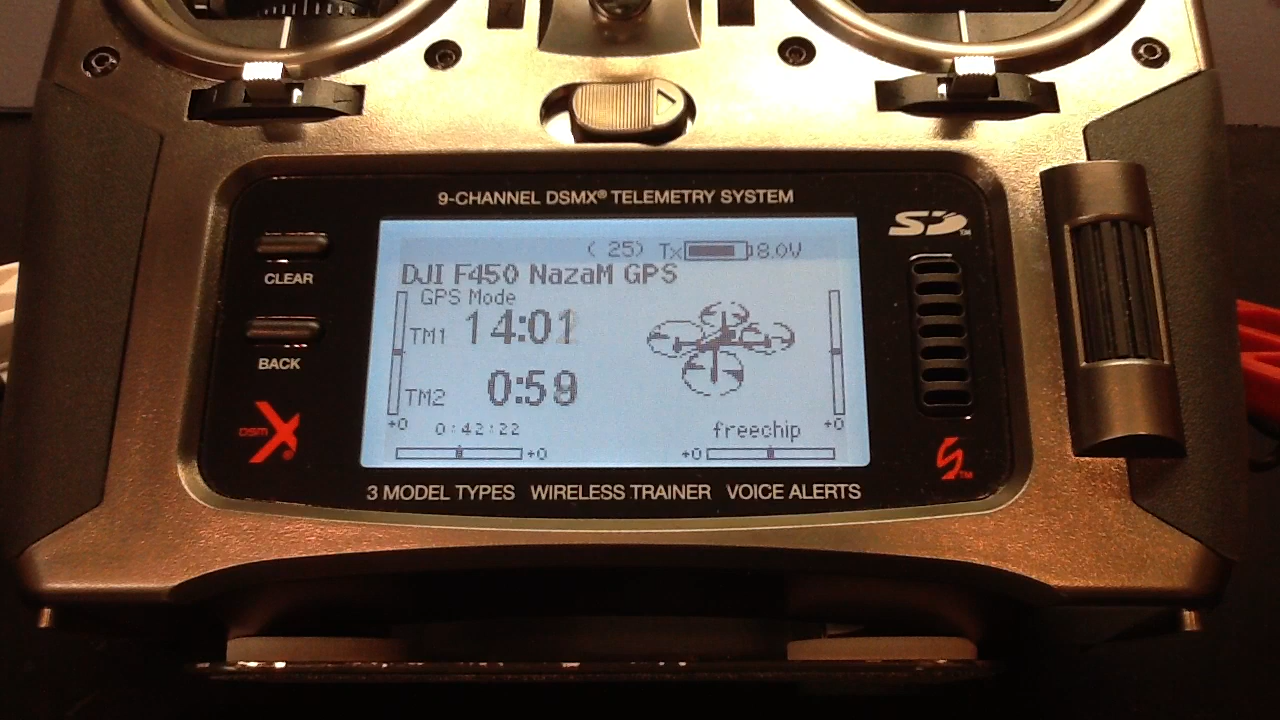 9-CHANNEL DSMX® TELEMETRY SYSTEM
SD™
( 25) Tx 8.0V
CLEAR
DJI F450 NazaM GPS
GPS Mode
TM1 14:01
BACK
TM2 0:59
+0 0:42:22 freechip +0
+0 +0
DSM X®
3 MODEL TYPES WIRELESS TRAINER VOICE ALERTS